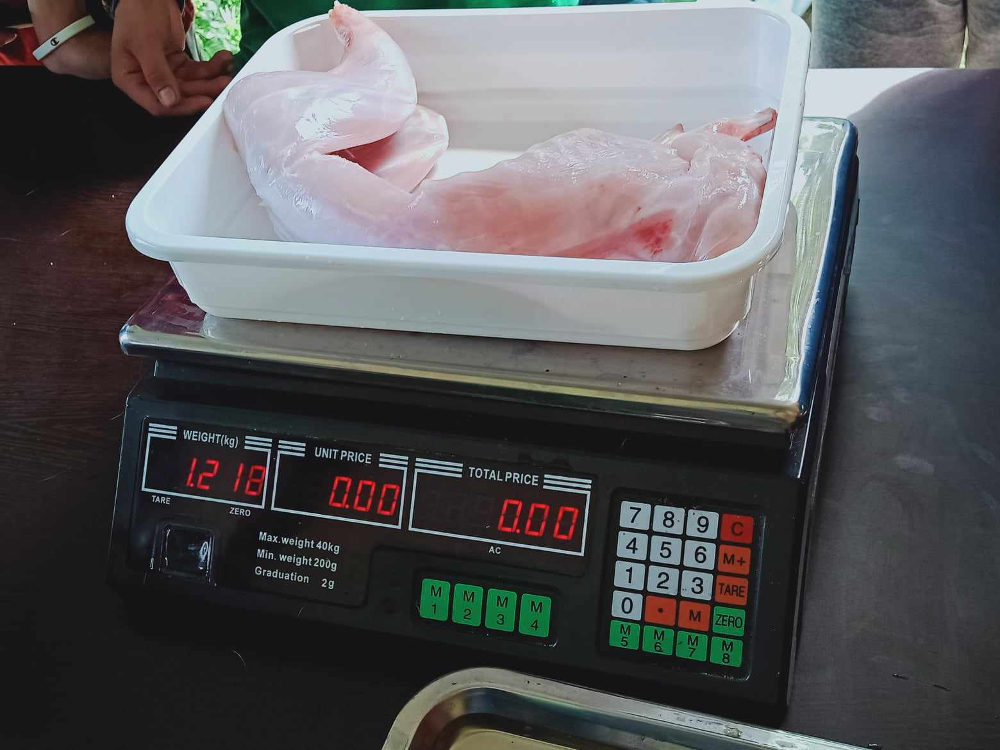 WEIGHT(kg)
1.218
TARE
ZERO
UNIT PRICE
0.00
TOTAL PRICE
0.00
AC
Max.weight 40kg
Min. weight 200g
Graduation 2g
M 1
M 2
M 3
M 4
7 8 9 C
4 5 6 M+
1 2 3 TARE
0 . M ZERO
M 5
M 6
M 7
M 8